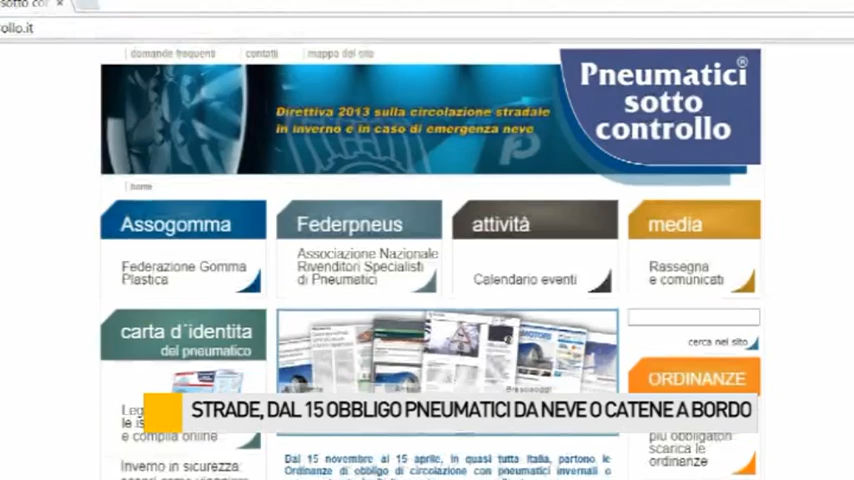 ollo.it
domande frequenti
contatti
mappa del sito
Direttiva 2013 sulla circolazione stradale
in inverno e in caso di emergenza neve
Pneumatici®
sotto
controllo
home
Assogomma
Federazione Gomma
Plastica
Federpneus
Associazione Nazionale
Rivenditori Specialisti
di Pneumatici
attività
Calendario eventi
media
Rassegna
e comunicati
carta d´identita
del pneumatico
e compila online
Inverno in sicurezza:
cerca nel sito
ORDINANZE
più obbligatori
scarica le
ordinanze
STRADE, DAL 15 OBBLIGO PNEUMATICI DA NEVE O CATENE A BORDO
Dal 15 novembre al 15 aprile, in quasi tutta Italia, partono le
Ordinanze di obbligo di circolazione con pneumatici invernali o